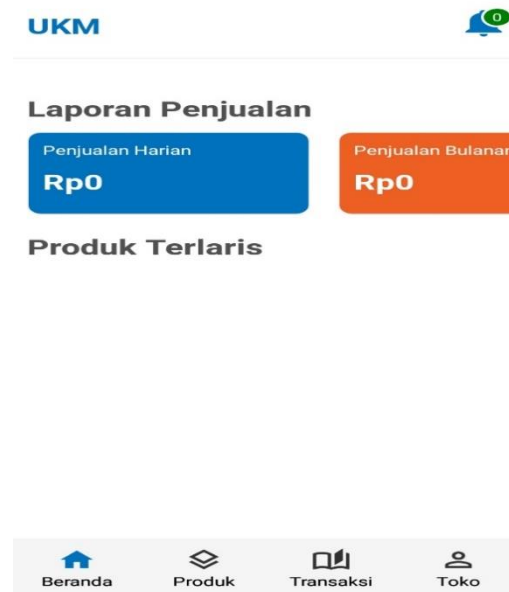 UKM
0
Laporan Penjualan
Penjualan Harian
Penjualan Bulanan
Rp0
Rp0
Produk Terlaris
Beranda
Produk
Transaksi
Toko